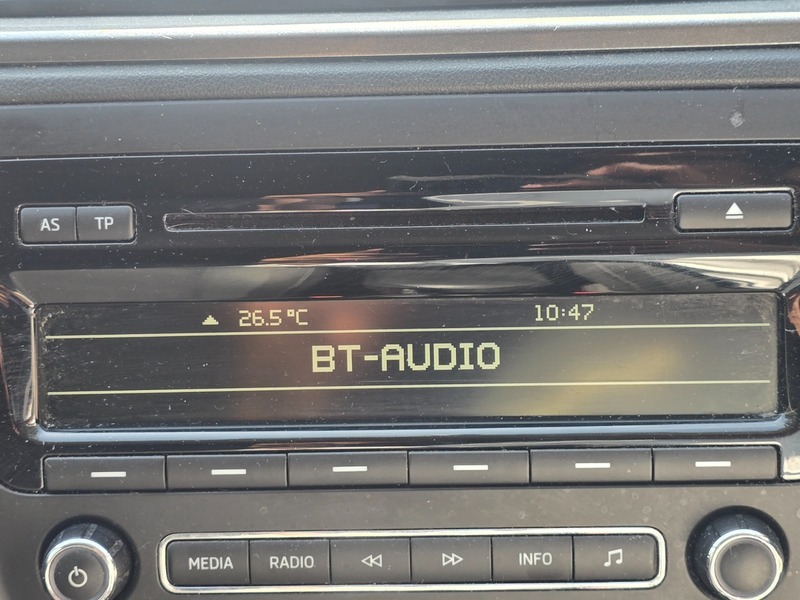 AS TP
26.5°C 10:47
BT-AUDIO
MEDIA RADIO INFO